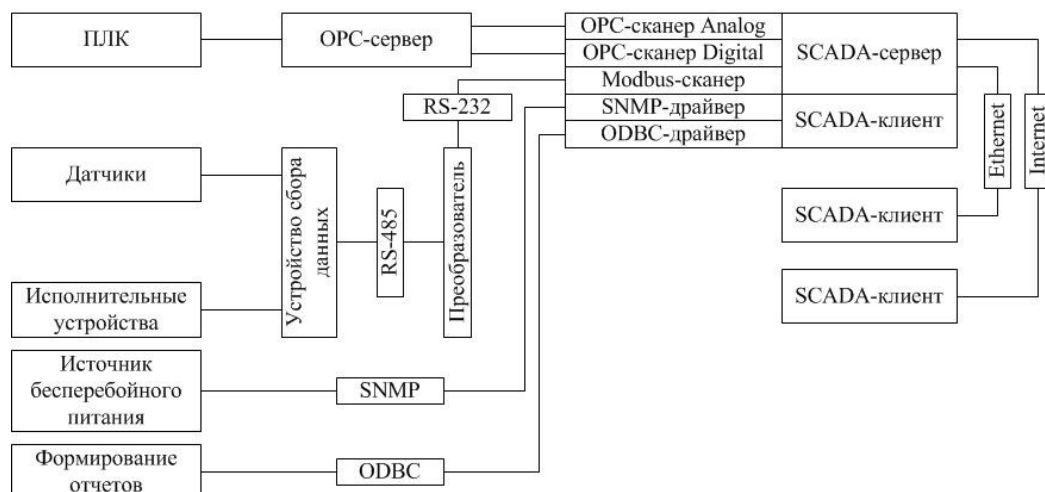 ПЛК
OPC-сервер
OPC-сканер Analog
OPC-сканер Digital
Modbus-сканер
SNMP-драйвер
ODBC-драйвер
SCADA-сервер
SCADA-клиент
RS-232
Ethernet
Internet
Датчики
Устройство сбора
данных
RS-485
Преобразователь
SCADA-клиент
SCADA-клиент
Исполнительные
устройства
Источник
бесперебойного
питания
SNMP
Формирование
отчетов
ODBC